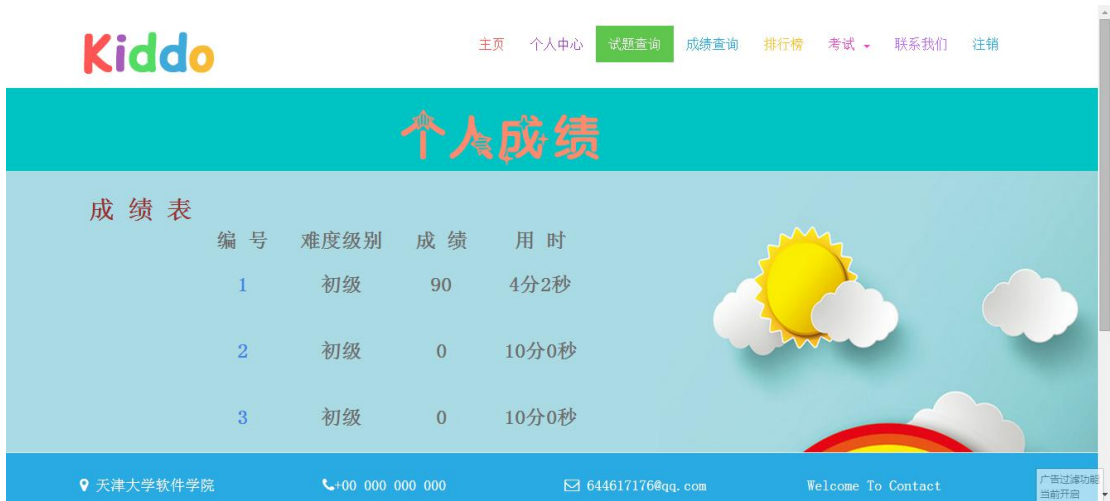 Kiddo
主页 个人中心 试题查询 成绩查询 排行榜 考试 联系我们 注销
个人成绩
成 绩 表
编 号 难度级别 成 绩 用 时
1 初级 90 4分2秒
2 初级 0 10分0秒
3 初级 0 10分0秒
天津大学软件学院 +00 000 000 000 644617176@qq.com Welcome To Contact
广告过滤功能
当前开启